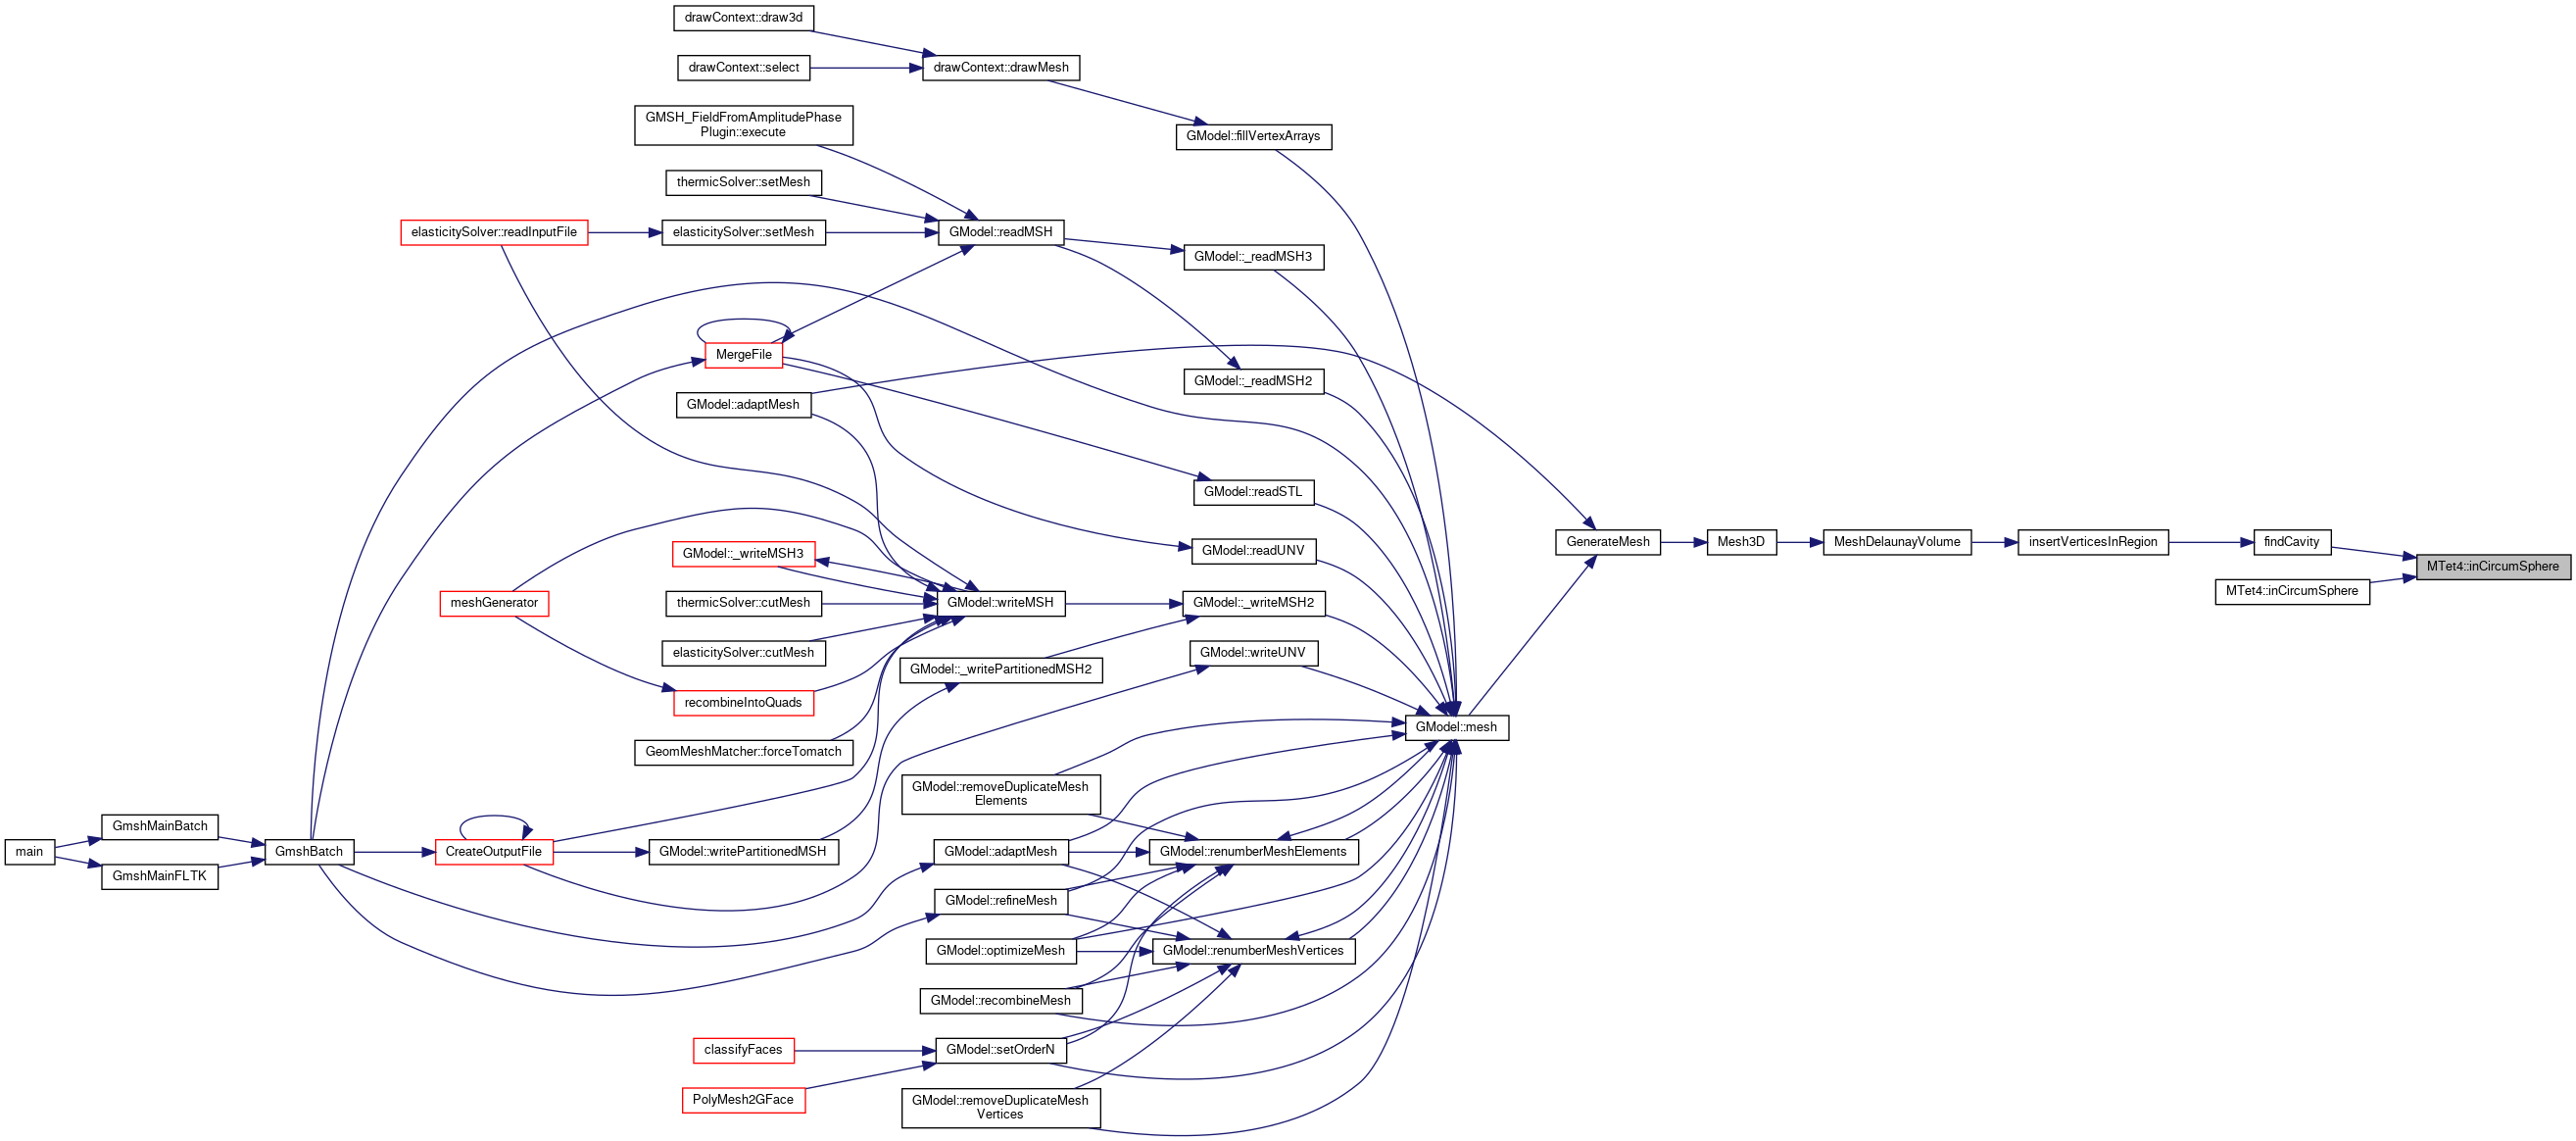 drawContext::draw3d
drawContext::select
drawContext::drawMesh
GMSH_FieldFromAmplitudePhase
Plugin::execute
GModel::fillVertexArrays
thermicSolver::setMesh
elasticitySolver::readInputFile
elasticitySolver::setMesh
GModel::readMSH
GModel::_readMSH3
MergeFile
GModel::_readMSH2
GModel::adaptMesh
GModel::readSTL
GModel::_writeMSH3
GModel::readUNV
GenerateMesh
Mesh3D
MeshDelaunayVolume
insertVerticesInRegion
findCavity
MTet4::inCircumSphere
MTet4::inCircumSphere
meshGenerator
thermicSolver::cutMesh
GModel::writeMSH
GModel::_writeMSH2
elasticitySolver::cutMesh
GModel::_writePartitionedMSH2
GModel::writeUNV
recombineIntoQuads
GModel::mesh
GeomMeshMatcher::forceTomatch
GModel::removeDuplicateMesh
Elements
main
GmshMainBatch
GmshMainFLTK
GmshBatch
CreateOutputFile
GModel::writePartitionedMSH
GModel::adaptMesh
GModel::renumberMeshElements
GModel::refineMesh
GModel::optimizeMesh
GModel::renumberMeshVertices
GModel::recombineMesh
classifyFaces
GModel::setOrderN
PolyMesh2GFace
GModel::removeDuplicateMesh
Vertices